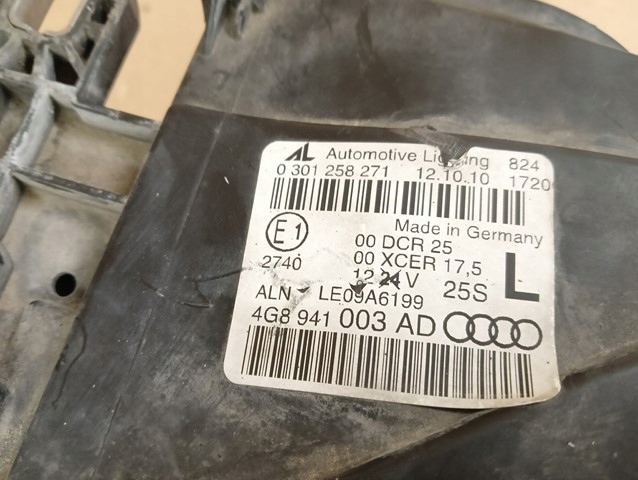 AL Automotive Lighting 824
0 301 258 271 12.10.10 1720
Made in Germany
E1 00 DCR 25
2740 00 XCER 17,5
12 24 V 25S L
ALN LE09A6199
4G8 941 003 AD